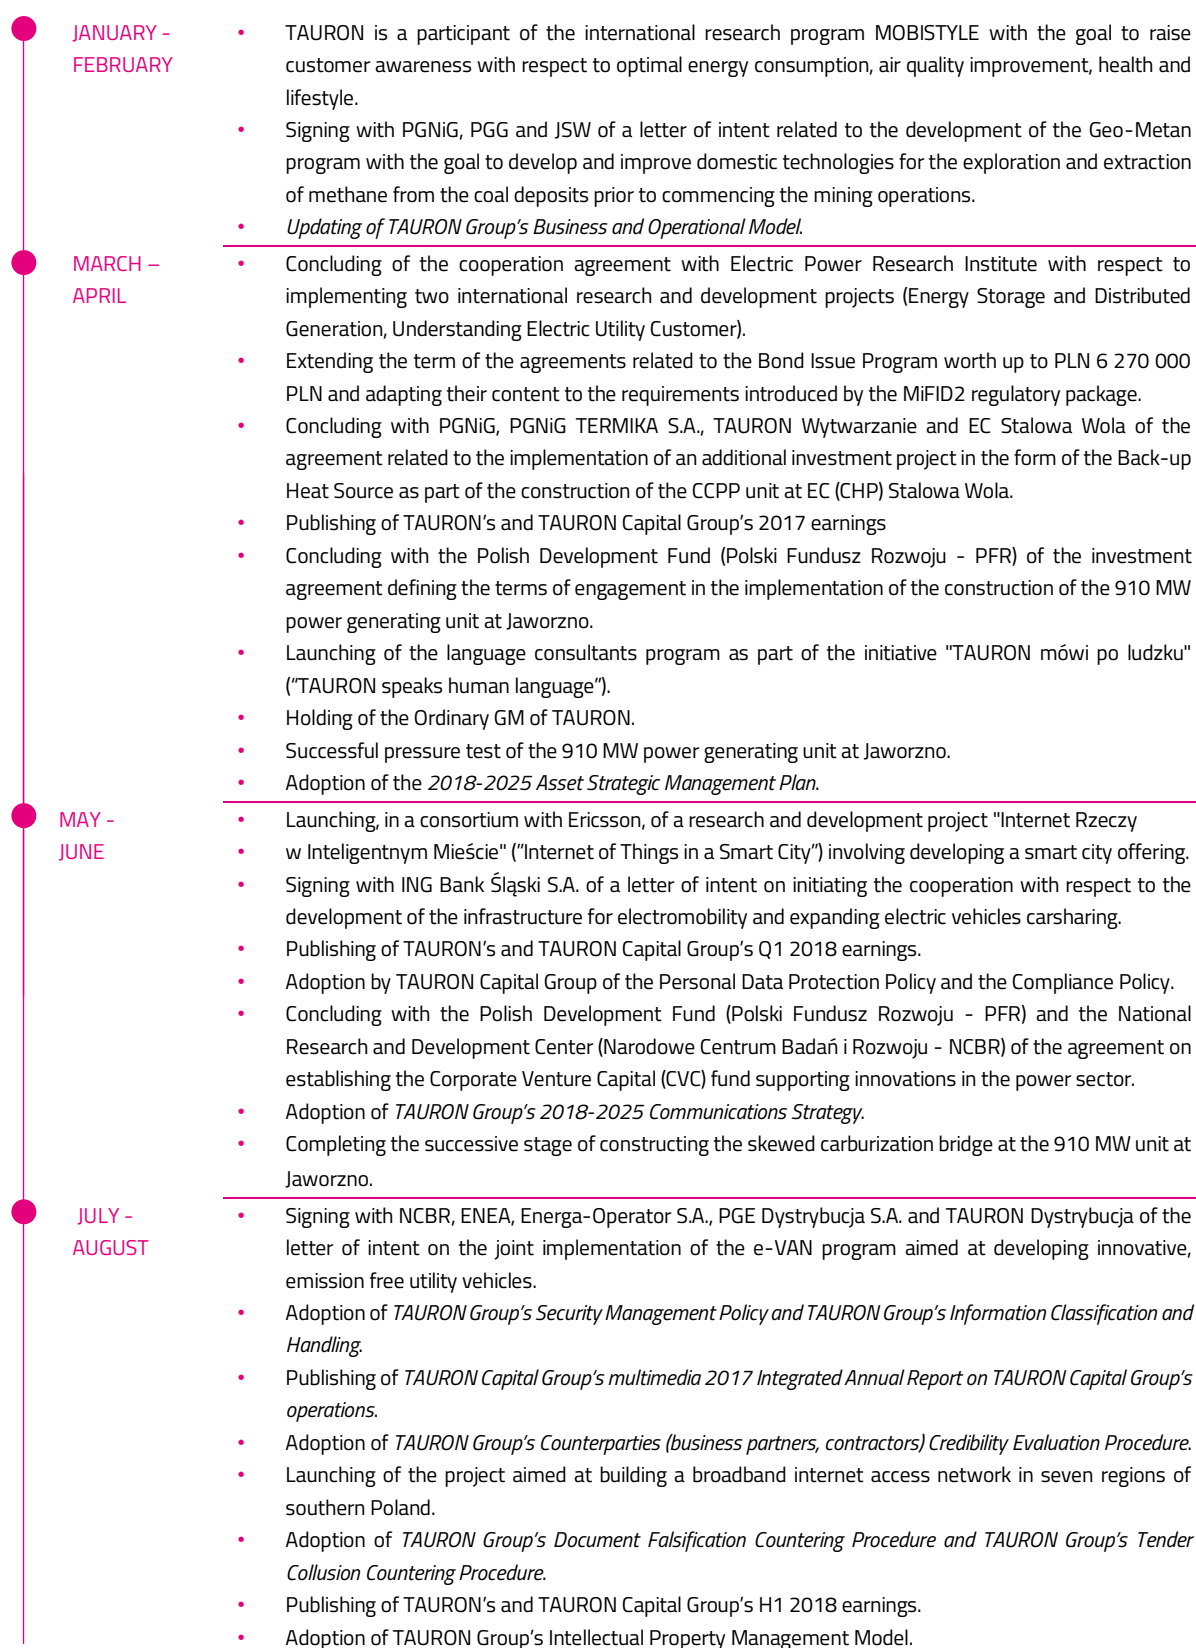 JANUARY -
FEBRUARY
• TAURON is a participant of the international research program MOBISTYLE with the goal to raise
customer awareness with respect to optimal energy consumption, air quality improvement, health and
lifestyle.
• Signing with PGNiG, PGG and JSW of a letter of intent related to the development of the Geo-Metan
program with the goal to develop and improve domestic technologies for the exploration and extraction
of methane from the coal deposits prior to commencing the mining operations.
• Updating of TAURON Group's Business and Operational Model.
MARCH –
APRIL
• Concluding of the cooperation agreement with Electric Power Research Institute with respect to
implementing two international research and development projects (Energy Storage and Distributed
Generation, Understanding Electric Utility Customer).
• Extending the term of the agreements related to the Bond Issue Program worth up to PLN 6 270 000
PLN and adapting their content to the requirements introduced by the MiFID2 regulatory package.
• Concluding with PGNiG, PGNiG TERMIKA S.A., TAURON Wytwarzanie and EC Stalowa Wola of the
agreement related to the implementation of an additional investment project in the form of the Back-up
Heat Source as part of the construction of the CCPP unit at EC (CHP) Stalowa Wola.
• Publishing of TAURON's and TAURON Capital Group's 2017 earnings
• Concluding with the Polish Development Fund (Polski Fundusz Rozwoju - PFR) of the investment
agreement defining the terms of engagement in the implementation of the construction of the 910 MW
power generating unit at Jaworzno.
• Launching of the language consultants program as part of the initiative "TAURON mówi po ludzku"
("TAURON speaks human language").
• Holding of the Ordinary GM of TAURON.
• Successful pressure test of the 910 MW power generating unit at Jaworzno.
• Adoption of the 2018-2025 Asset Strategic Management Plan.
MAY -
JUNE
• Launching, in a consortium with Ericsson, of a research and development project "Internet Rzeczy
• w Inteligentnym Mieście" ("Internet of Things in a Smart City") involving developing a smart city offering.
• Signing with ING Bank Śląski S.A. of a letter of intent on initiating the cooperation with respect to the
development of the infrastructure for electromobility and expanding electric vehicles carsharing.
• Publishing of TAURON's and TAURON Capital Group's Q1 2018 earnings.
• Adoption by TAURON Capital Group of the Personal Data Protection Policy and the Compliance Policy.
• Concluding with the Polish Development Fund (Polski Fundusz Rozwoju - PFR) and the National
Research and Development Center (Narodowe Centrum Badań i Rozwoju - NCBR) of the agreement on
establishing the Corporate Venture Capital (CVC) fund supporting innovations in the power sector.
• Adoption of TAURON Group's 2018-2025 Communications Strategy.
• Completing the successive stage of constructing the skewed carburization bridge at the 910 MW unit at
Jaworzno.
JULY -
AUGUST
• Signing with NCBR, ENEA, Energa-Operator S.A., PGE Dystrybucja S.A. and TAURON Dystrybucja of the
letter of intent on the joint implementation of the e-VAN program aimed at developing innovative,
emission free utility vehicles.
• Adoption of TAURON Group's Security Management Policy and TAURON Group's Information Classification and
Handling.
• Publishing of TAURON Capital Group's multimedia 2017 Integrated Annual Report on TAURON Capital Group's
operations.
• Adoption of TAURON Group's Counterparties (business partners, contractors) Credibility Evaluation Procedure.
• Launching of the project aimed at building a broadband internet access network in seven regions of
southern Poland.
• Adoption of TAURON Group's Document Falsification Countering Procedure and TAURON Group's Tender
Collusion Countering Procedure.
• Publishing of TAURON's and TAURON Capital Group's H1 2018 earnings.
• Adoption of TAURON Group's Intellectual Property Management Model.